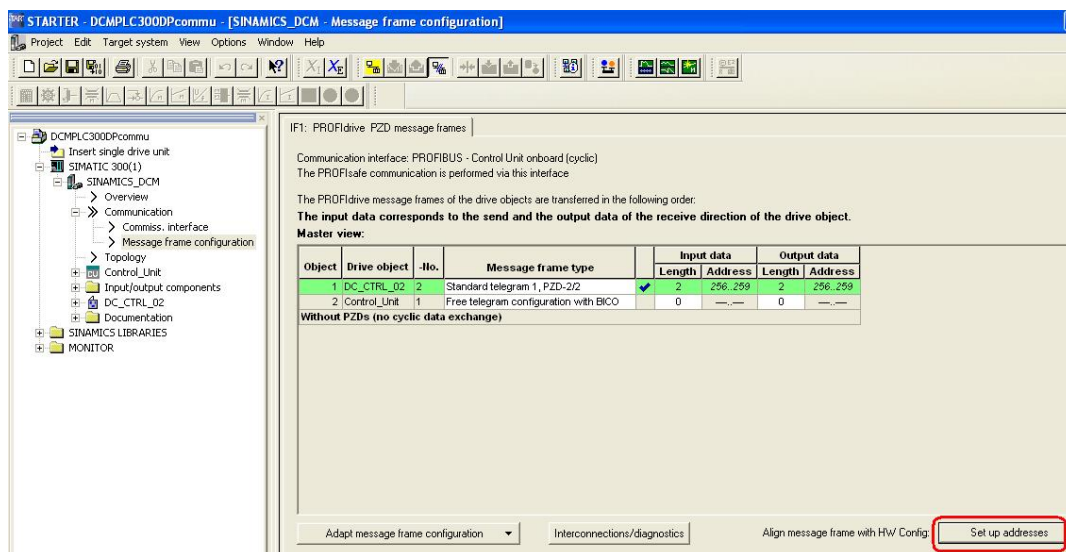 STARTER - DCMPLC300DPcommu - [SINAMICS_DCM - Message frame configuration]
Project Edit Target system View Options Window Help
IF1: PROFIdrive PZD message frames
DCMPLC300DPcommu
Insert single drive unit
SIMATIC 300(1)
SINAMICS_DCM
Overview
Communication
Commiss. interface
Message frame configuration
Topology
Control_Unit
Input/output components
DC_CTRL_02
Documentation
SINAMICS LIBRARIES
MONITOR
Communication interface: PROFIBUS - Control Unit onboard (cyclic)
The PROFIsafe communication is performed via this interface
The PROFIdrive message frames of the drive objects are transferred in the following order:
The input data corresponds to the send and the output data of the receive direction of the drive object.
Master view:
Object Drive object -No. Message frame type Input data Output data
Length Address Length Address
1 DC_CTRL_02 2 Standard telegram 1, PZD-2/2 2 256..259 2 256..259
2 Control_Unit 1 Free telegram configuration with BICO 0 ---..--- 0 ---..---
Without PZDs (no cyclic data exchange)
Adapt message frame configuration Interconnections/diagnostics Align message frame with HW Config: Set up addresses